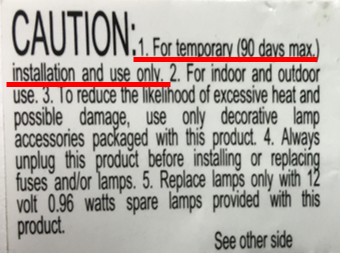 CAUTION: 1. For temporary (90 days max.)
installation and use only. 2. For indoor and outdoor
use. 3. To reduce the likelihood of excessive heat and
possible damage, use only decorative lamp
accessories packaged with this product. 4. Always
unplug this product before installing or replacing
fuses and/or lamps. 5. Replace lamps only with 12
volt 0.96 watts spare lamps provided with this
product.
See other side